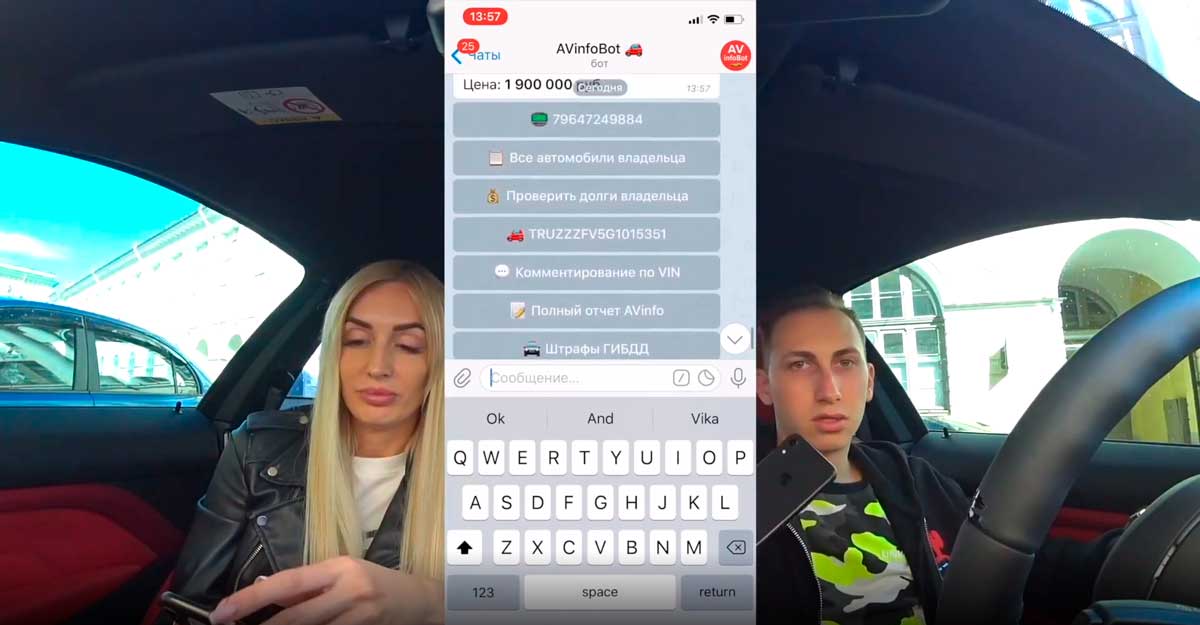 13:57
25
Чаты
AVinfoBot
бот
AV
infoBot
Цена: 1 900 000 руб.
Сегодня
13:57
79647249884
Все автомобили владельца
Проверить долги владельца
TRUZZZFV5G1015351
Комментирование по VIN
Полный отчет AVinfo
Штрафы ГИБДД
Сообщение...
Ok And Vika
Q W E R T Y U I O P
A S D F G H J K L
Z X C V B N M
123 space return